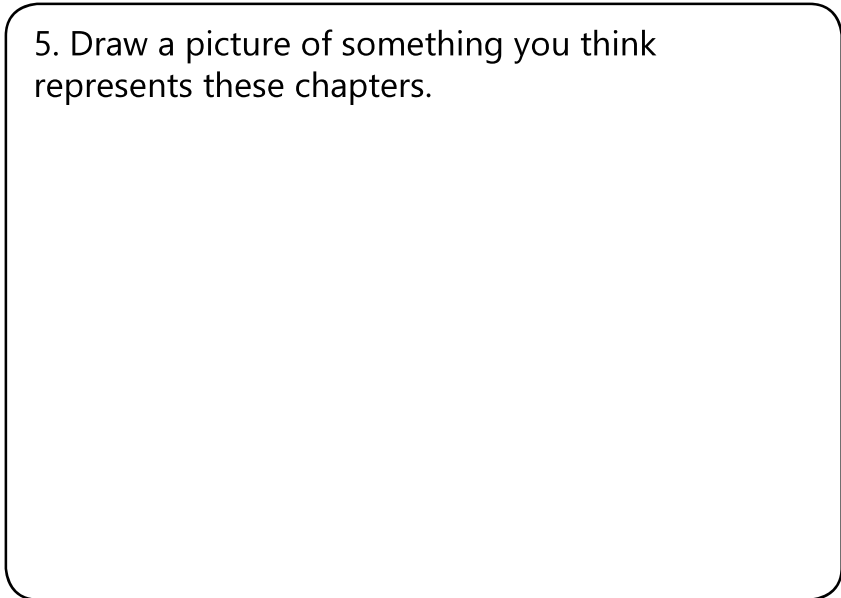 5. Draw a picture of something you think
represents these chapters.